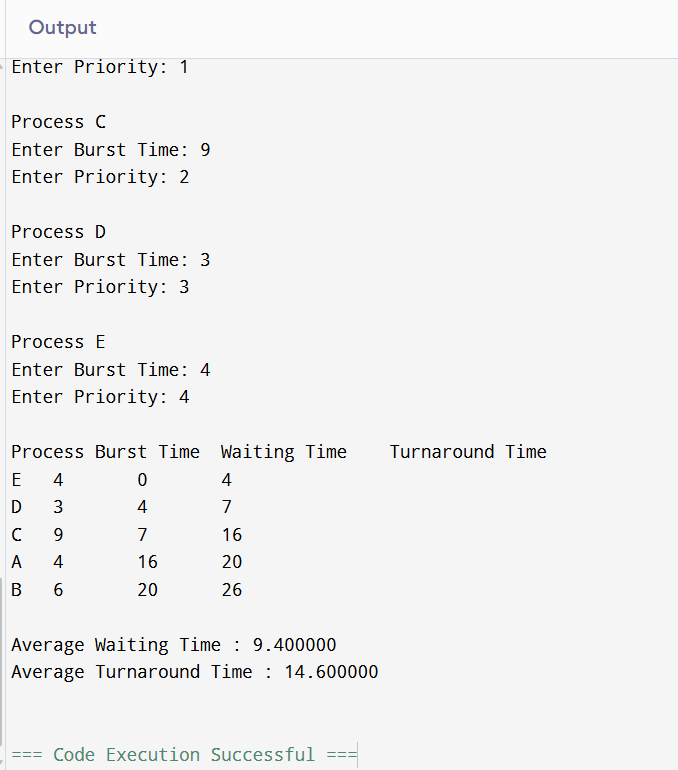 Output
Enter Priority: 1
Process C
Enter Burst Time: 9
Enter Priority: 2
Process D
Enter Burst Time: 3
Enter Priority: 3
Process E
Enter Burst Time: 4
Enter Priority: 4
Process Burst Time  Waiting Time    Turnaround Time
E   4       0       4
D   3       4       7
C   9       7       16
A   4       16      20
B   6       20      26
Average Waiting Time : 9.400000
Average Turnaround Time : 14.600000
=== Code Execution Successful ===